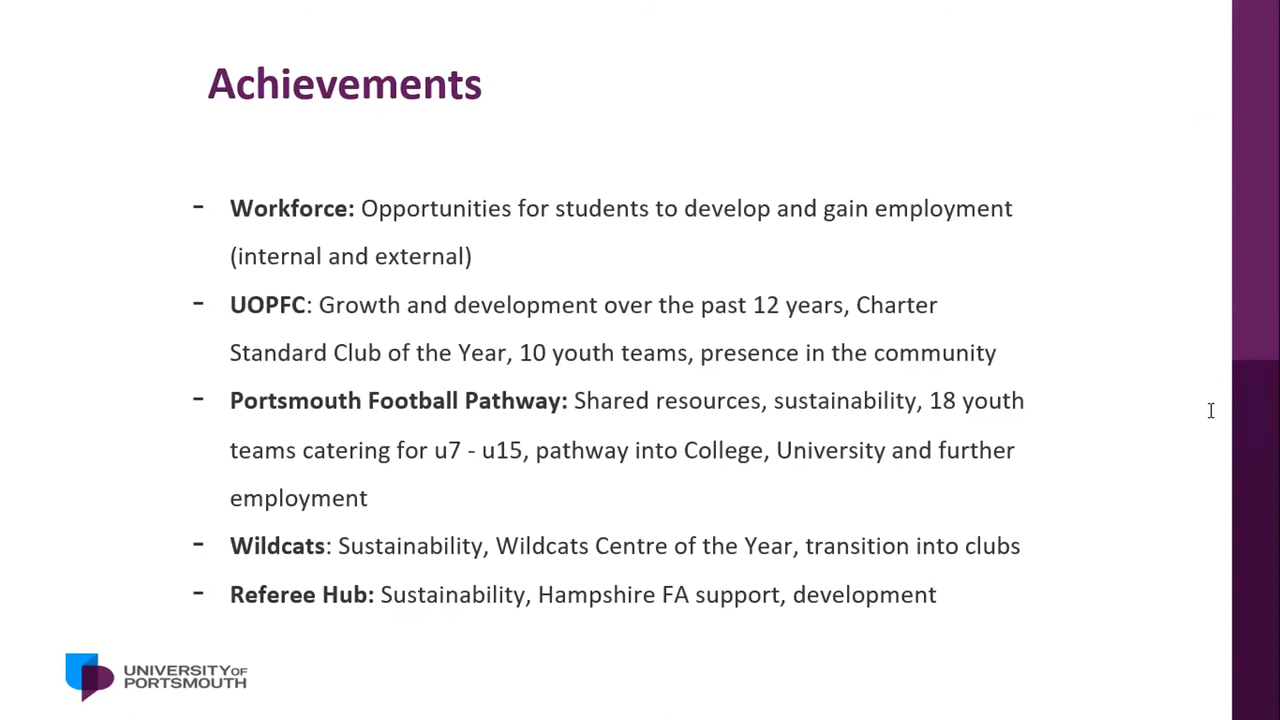 Achievements
- Workforce: Opportunities for students to develop and gain employment
(internal and external)
- UOPFC: Growth and development over the past 12 years, Charter
Standard Club of the Year, 10 youth teams, presence in the community
- Portsmouth Football Pathway: Shared resources, sustainability, 18 youth
teams catering for u7 - u15, pathway into College, University and further
employment
- Wildcats: Sustainability, Wildcats Centre of the Year, transition into clubs
- Referee Hub: Sustainability, Hampshire FA support, development
UNIVERSITY OF
PORTSMOUTH